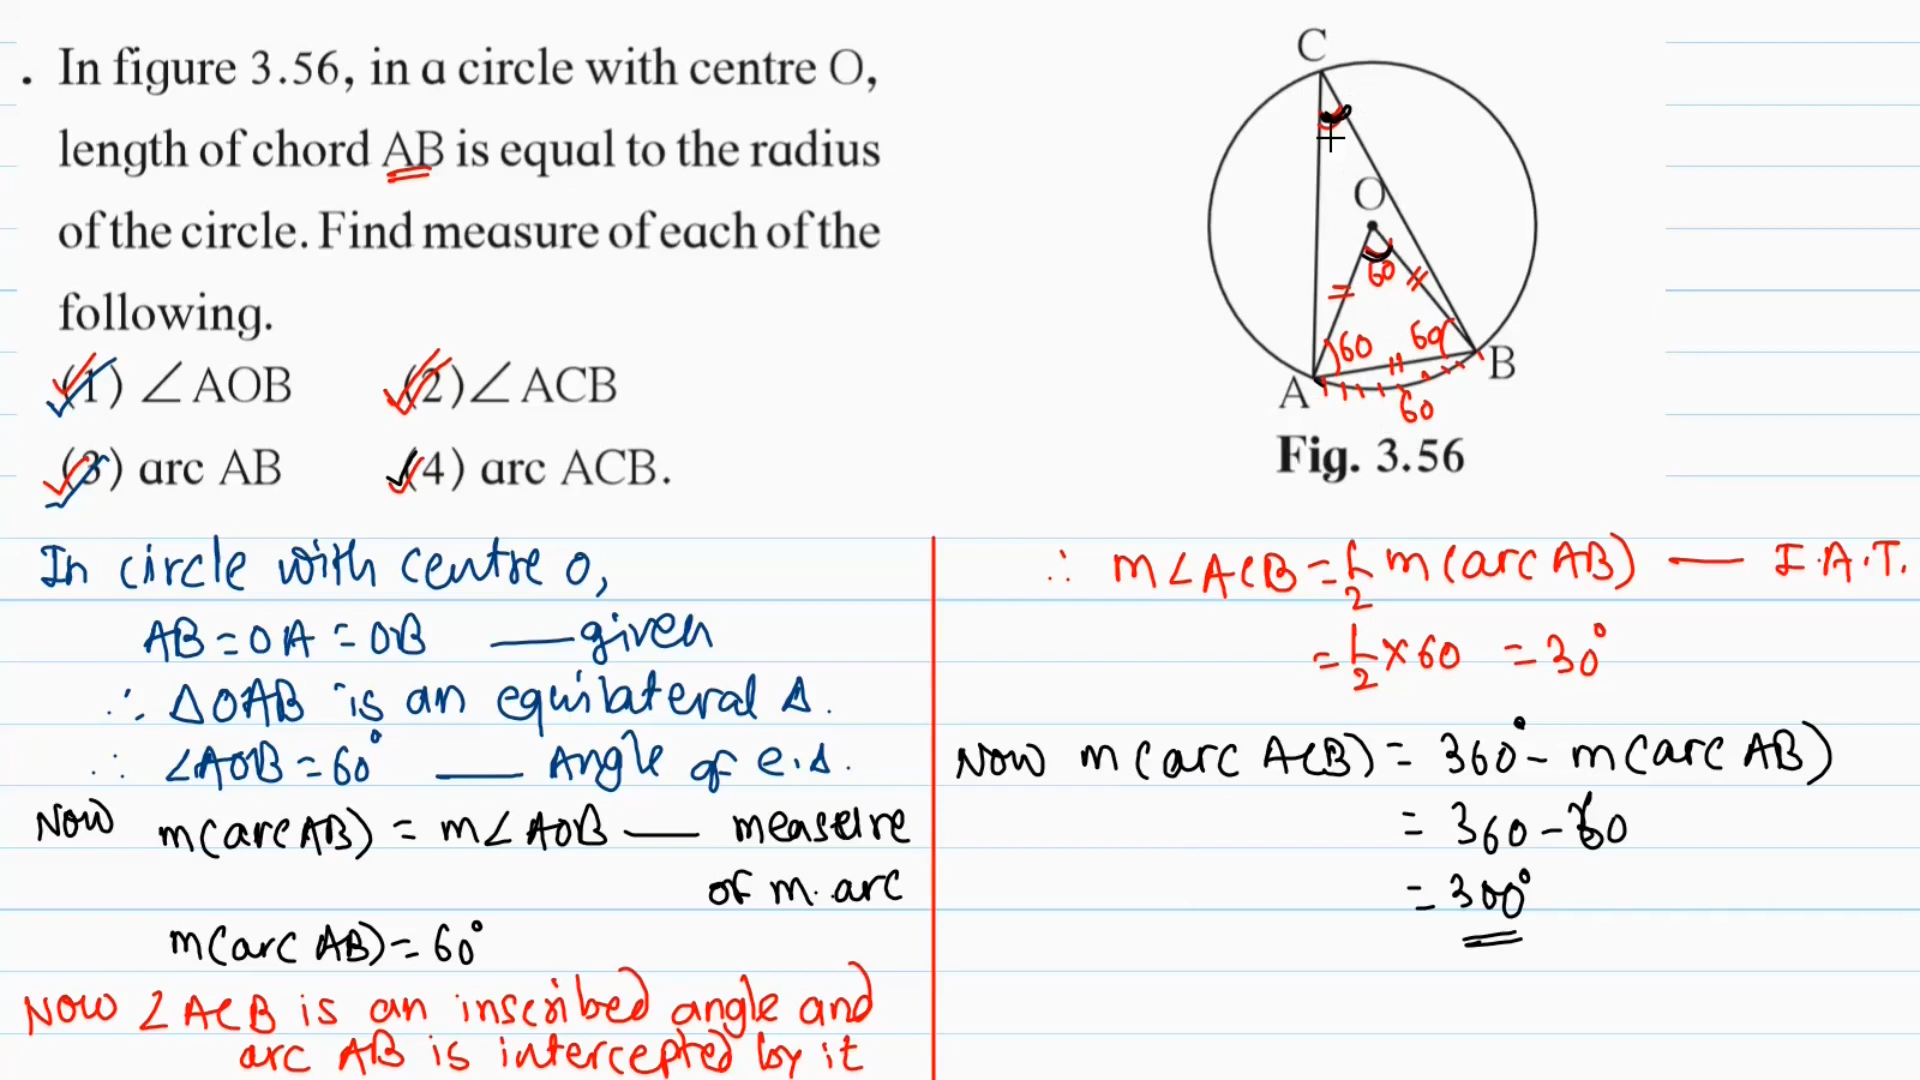 . In figure 3.56, in a circle with centre O,
length of chord AB is equal to the radius
of the circle. Find measure of each of the
following.
(1) ∠AOB (2) ∠ACB
(3) arc AB (4) arc ACB.
C
O
60
60 60
A B
60
Fig. 3.56
In circle with centre O,
AB = OA = OB — given
∴ ΔOAB is an equilateral Δ.
∴ ∠AOB = 60° — Angle of e.Δ.
Now m(arc AB) = m∠AOB — measure
of m. arc
m(arc AB) = 60°
Now ∠ACB is an inscribed angle and
arc AB is intercepted by it
∴ m∠ACB = 1/2 m(arc AB) — I.A.T.
= 1/2 × 60 = 30°
Now m(arc ACB) = 360° - m(arc AB)
= 360 - 60
= 300°